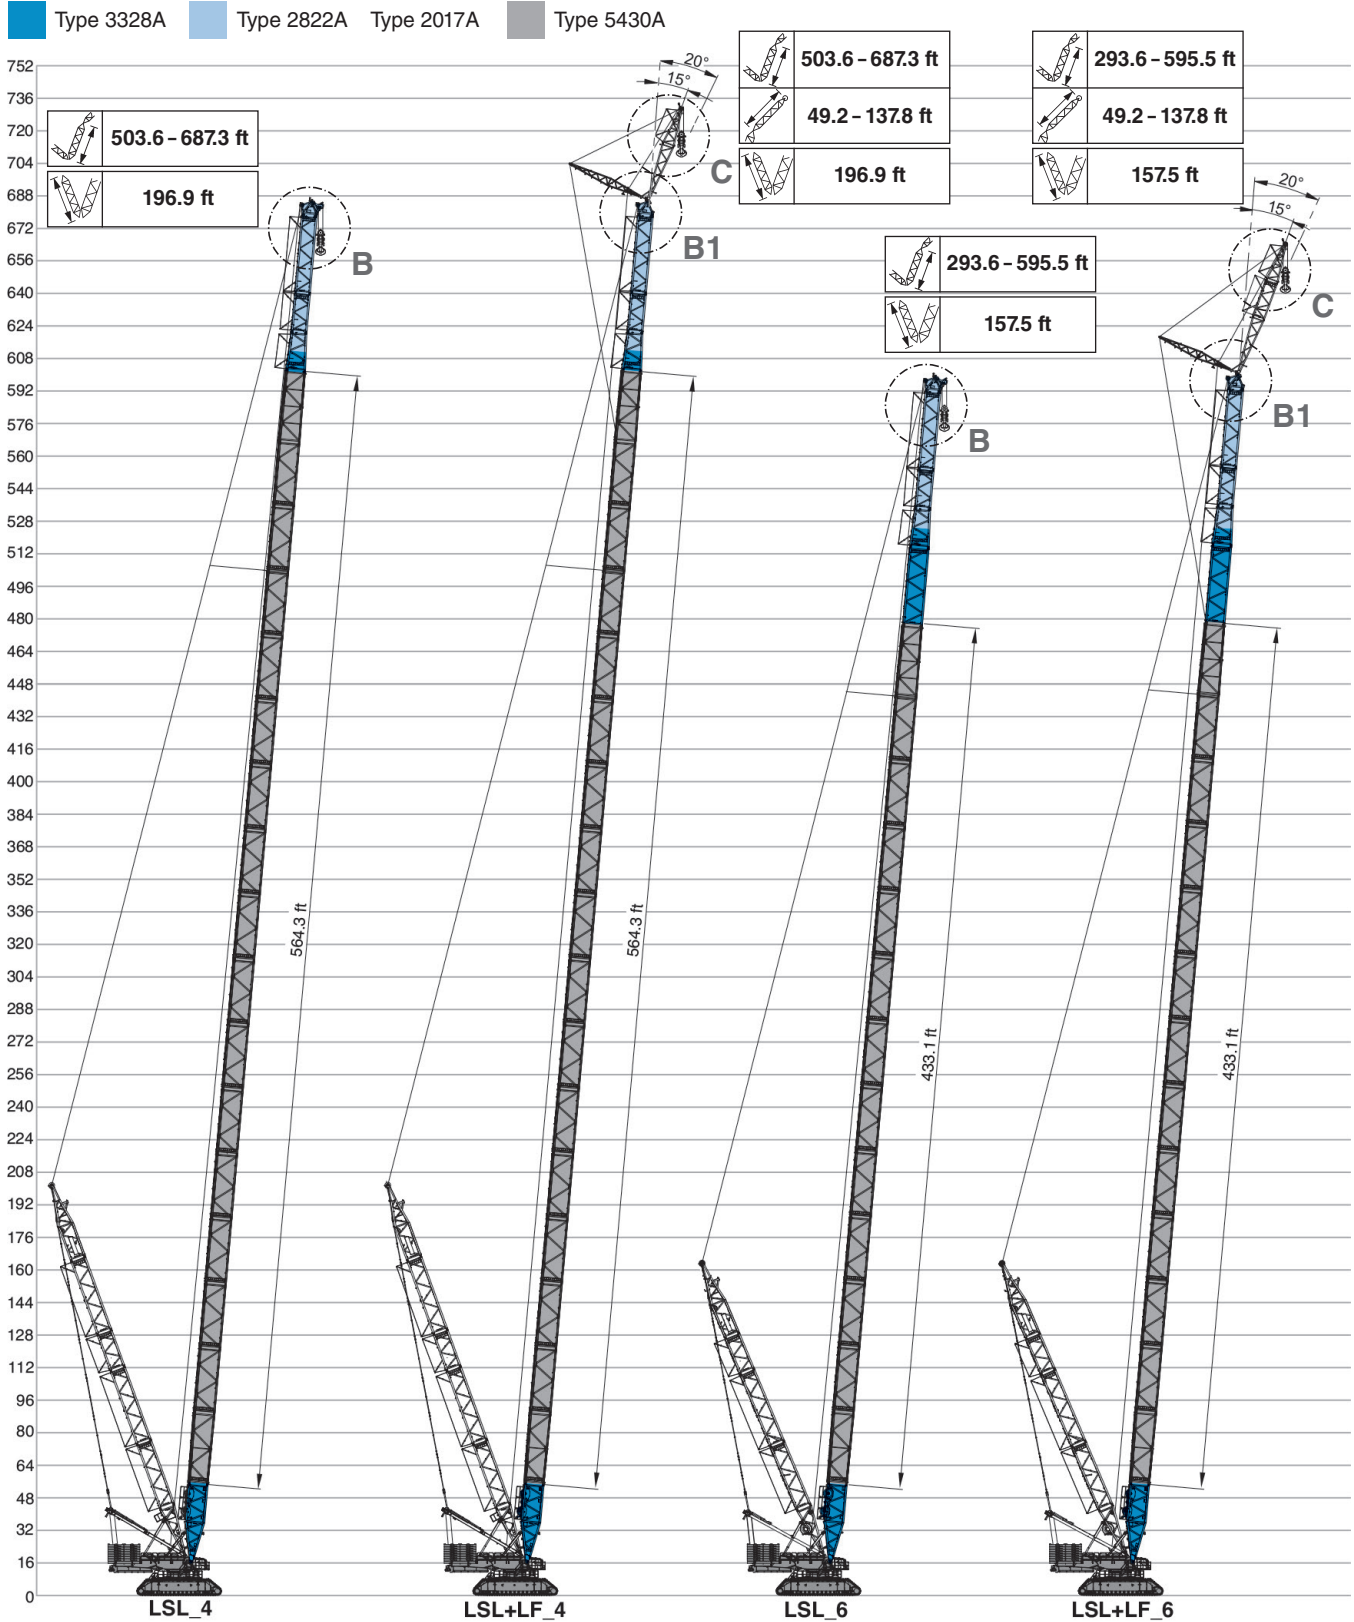 Type 3328A Type 2822A Type 2017A Type 5430A
503.6 – 687.3 ft
196.9 ft
B
20°
15°
C
B1
503.6 – 687.3 ft
49.2 – 137.8 ft
196.9 ft
293.6 – 595.5 ft
49.2 – 137.8 ft
157.5 ft
293.6 – 595.5 ft
157.5 ft
B
20°
15°
C
B1
752
736
720
704
688
672
656
640
624
608
592
576
560
544
528
512
496
480
464
448
432
416
400
384
368
352
336
320
304
288
272
256
240
224
208
192
176
160
144
128
112
96
80
64
48
32
16
0
564.3 ft
564.3 ft
433.1 ft
433.1 ft
LSL_4 LSL+LF_4 LSL_6 LSL+LF_6